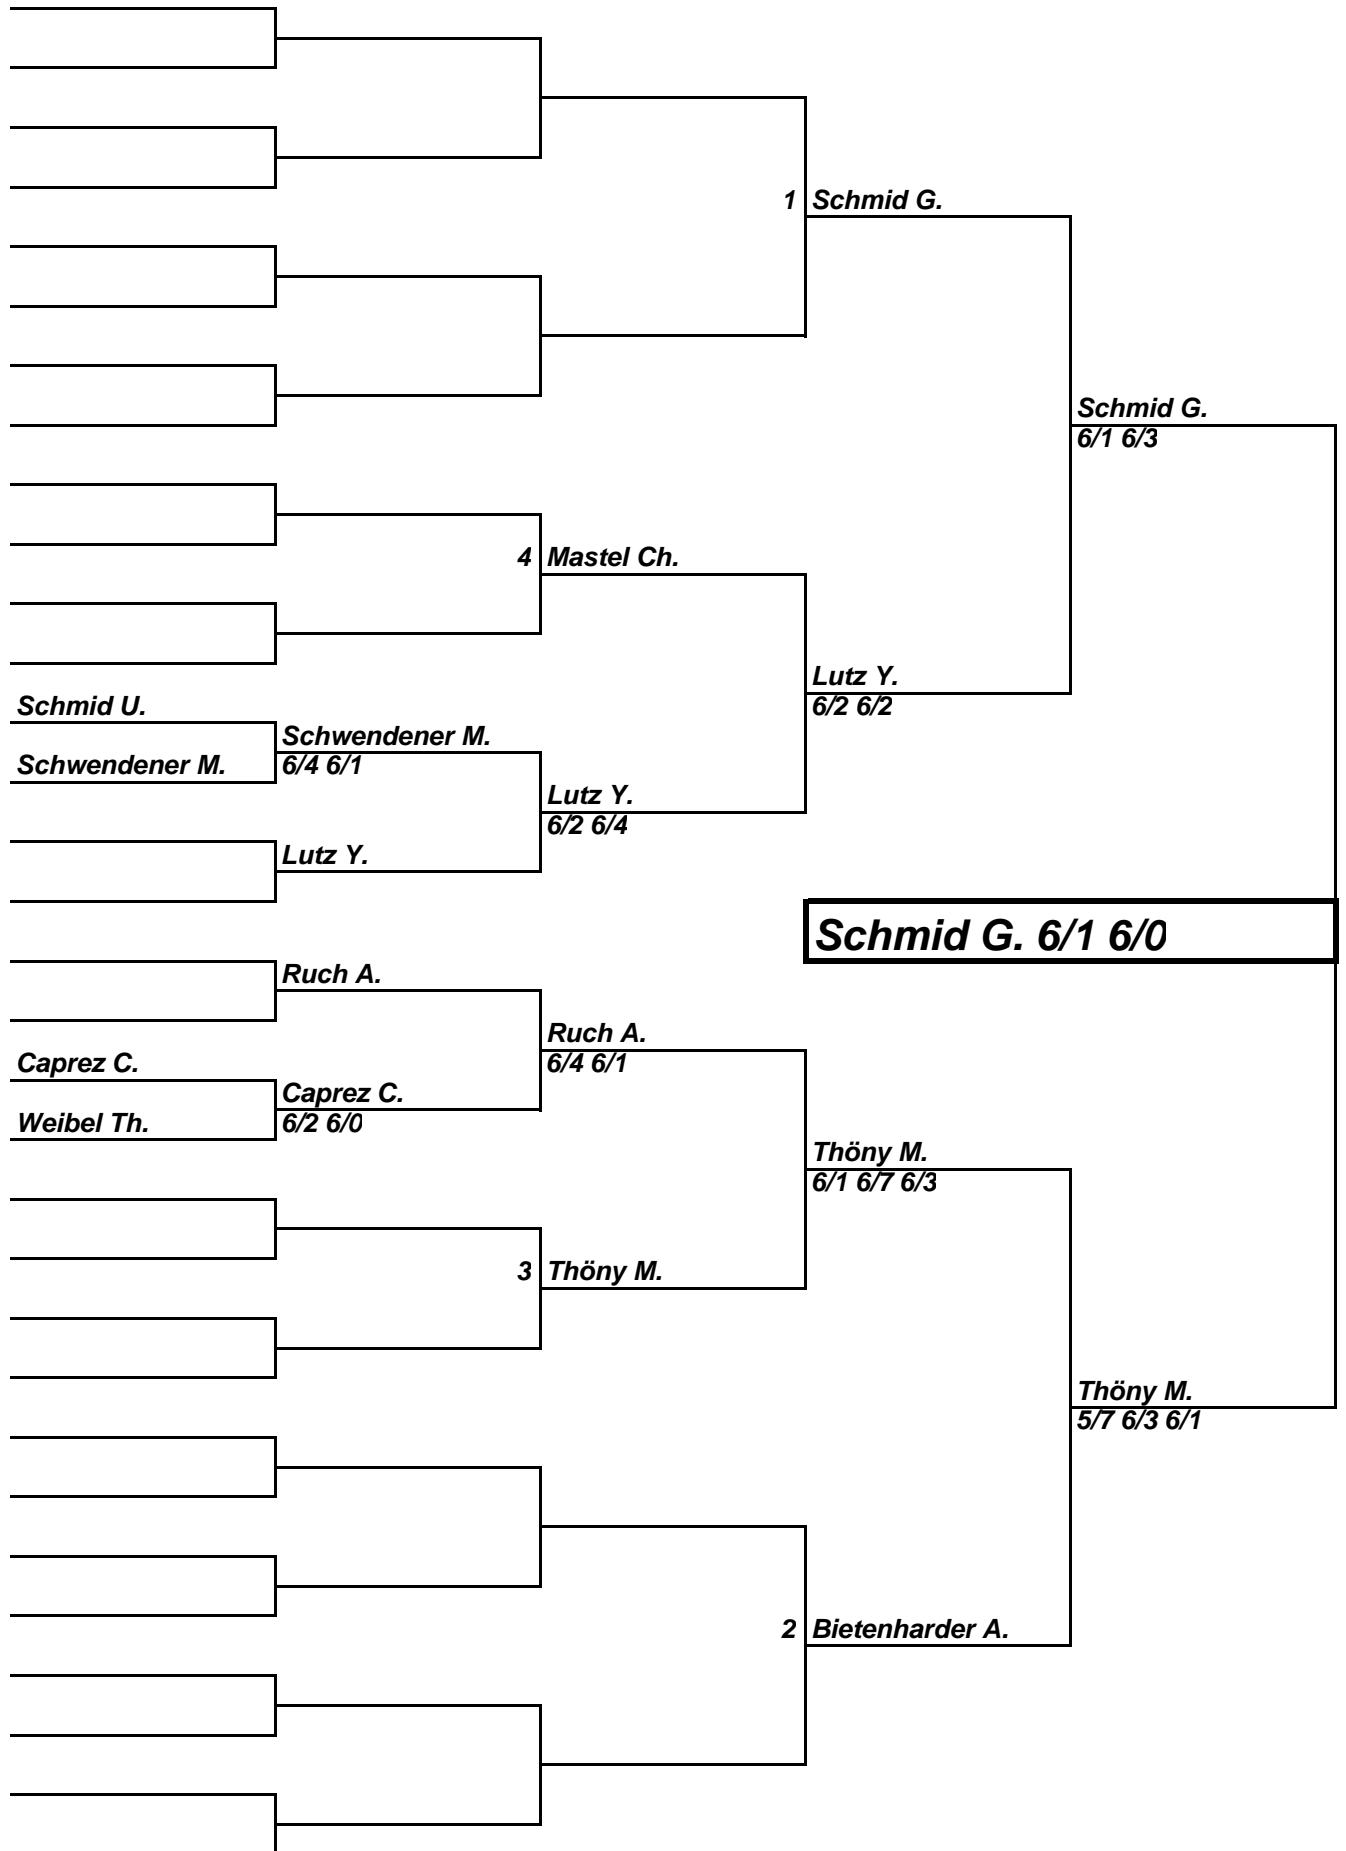 1 Schmid G.
Schmid G.
6/1 6/3
4 Mastel Ch.
Lutz Y.
6/2 6/2
Schmid U.
Schwendener M.
Schwendener M.
6/4 6/1
Lutz Y.
6/2 6/4
Lutz Y.
Schmid G. 6/1 6/0
Ruch A.
Ruch A.
6/4 6/1
Caprez C.
Caprez C.
6/2 6/0
Weibel Th.
Thöny M.
6/1 6/7 6/3
3 Thöny M.
Thöny M.
5/7 6/3 6/1
2 Bietenharder A.